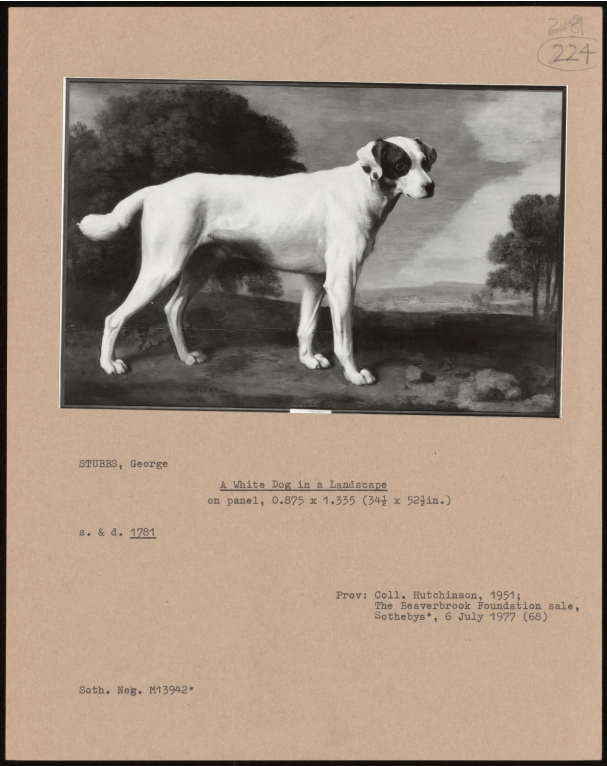 224
STUBBS, George
A White Dog in a Landscape
on panel, 0.875 x 1.335 (34½ x 52½in.)
s. & d. 1781
Prov: Coll. Hutchinson, 1951;
The Beaverbrook Foundation sale,
Sothebys*, 6 July 1977 (68)
Soth. Neg. M13942*